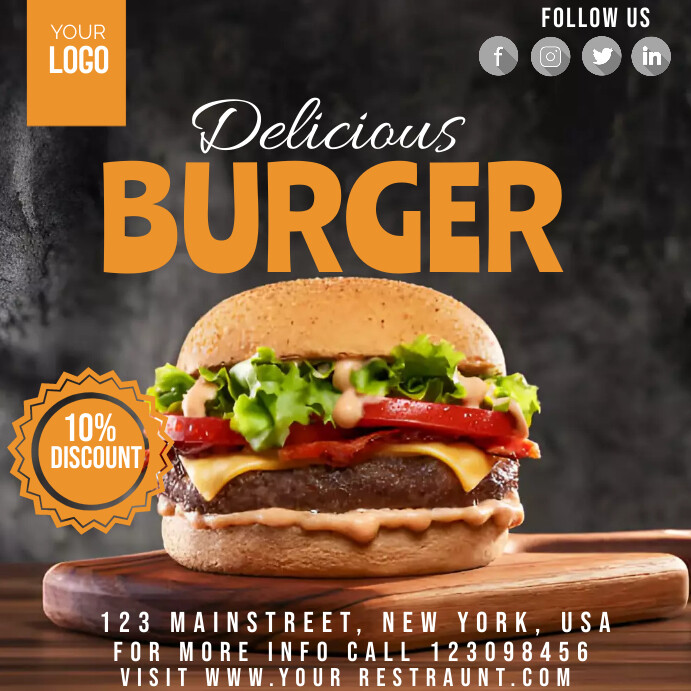 YOUR
LOGO
FOLLOW US
f
in
Delicious
BURGER
10%
DISCOUNT
123 MAINSTREET, NEW YORK, USA
FOR MORE INFO CALL 123098456
VISIT WWW.YOUR RESTRAUNT.COM